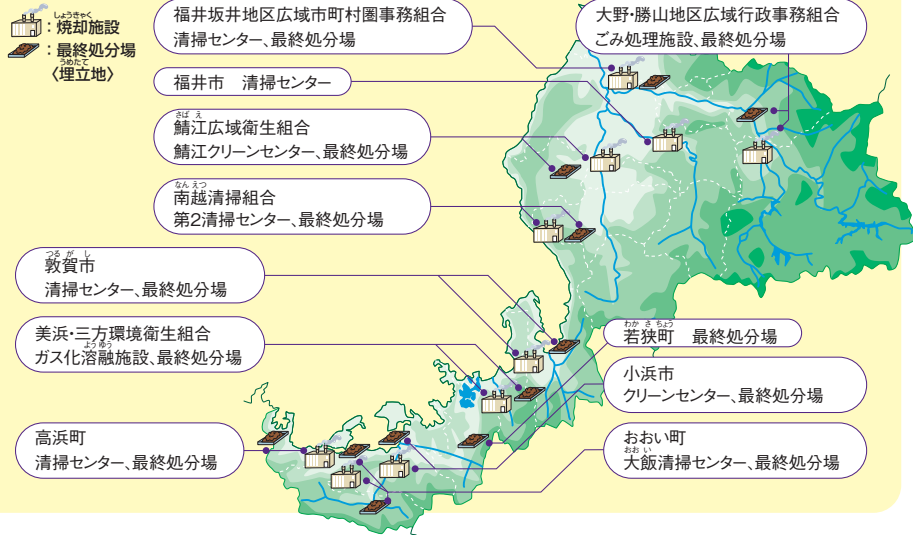 しょうきゃく
：焼却施設
：最終処分場
うめたて
〈埋立地〉
福井坂井地区広域市町村圏事務組合
清掃センター、最終処分場
大野・勝山地区広域行政事務組合
ごみ処理施設、最終処分場
福井市　清掃センター
さば え
鯖江広域衛生組合
鯖江クリーンセンター、最終処分場
なん えつ
南越清掃組合
第2清掃センター、最終処分場
つる が し
敦賀市
清掃センター、最終処分場
美浜・三方環境衛生組合
ようゆう
ガス化溶融施設、最終処分場
わか さ ちょう
若狭町　最終処分場
小浜市
クリーンセンター、最終処分場
高浜町
清掃センター、最終処分場
おおい町
おお い
大飯清掃センター、最終処分場